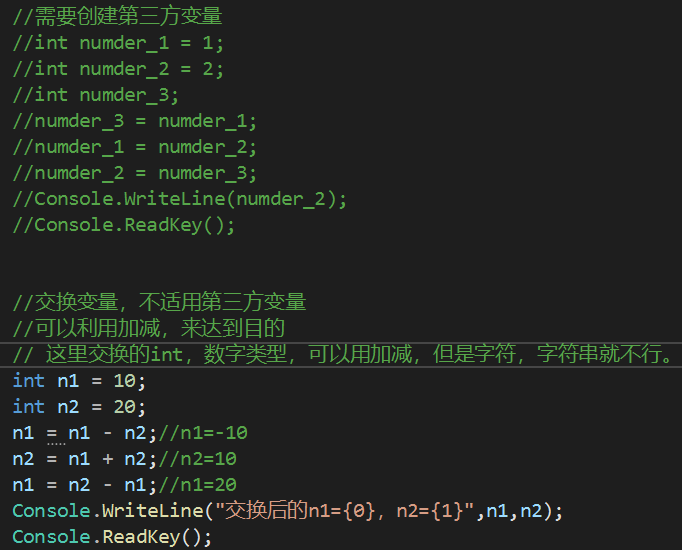 //需要创建第三方变量
//int numder_1 = 1;
//int numder_2 = 2;
//int numder_3;
//numder_3 = numder_1;
//numder_1 = numder_2;
//numder_2 = numder_3;
//Console.WriteLine(numder_2);
//Console.ReadKey();
//交换变量，不适用第三方变量
//可以利用加减，来达到目的
// 这里交换的int，数字类型，可以用加减，但是字符，字符串就不行。
int n1 = 10;
int n2 = 20;
n1 = n1 - n2;//n1=-10
n2 = n1 + n2;//n2=10
n1 = n2 - n1;//n1=20
Console.WriteLine("交换后的n1={0}，n2={1}",n1,n2);
Console.ReadKey();